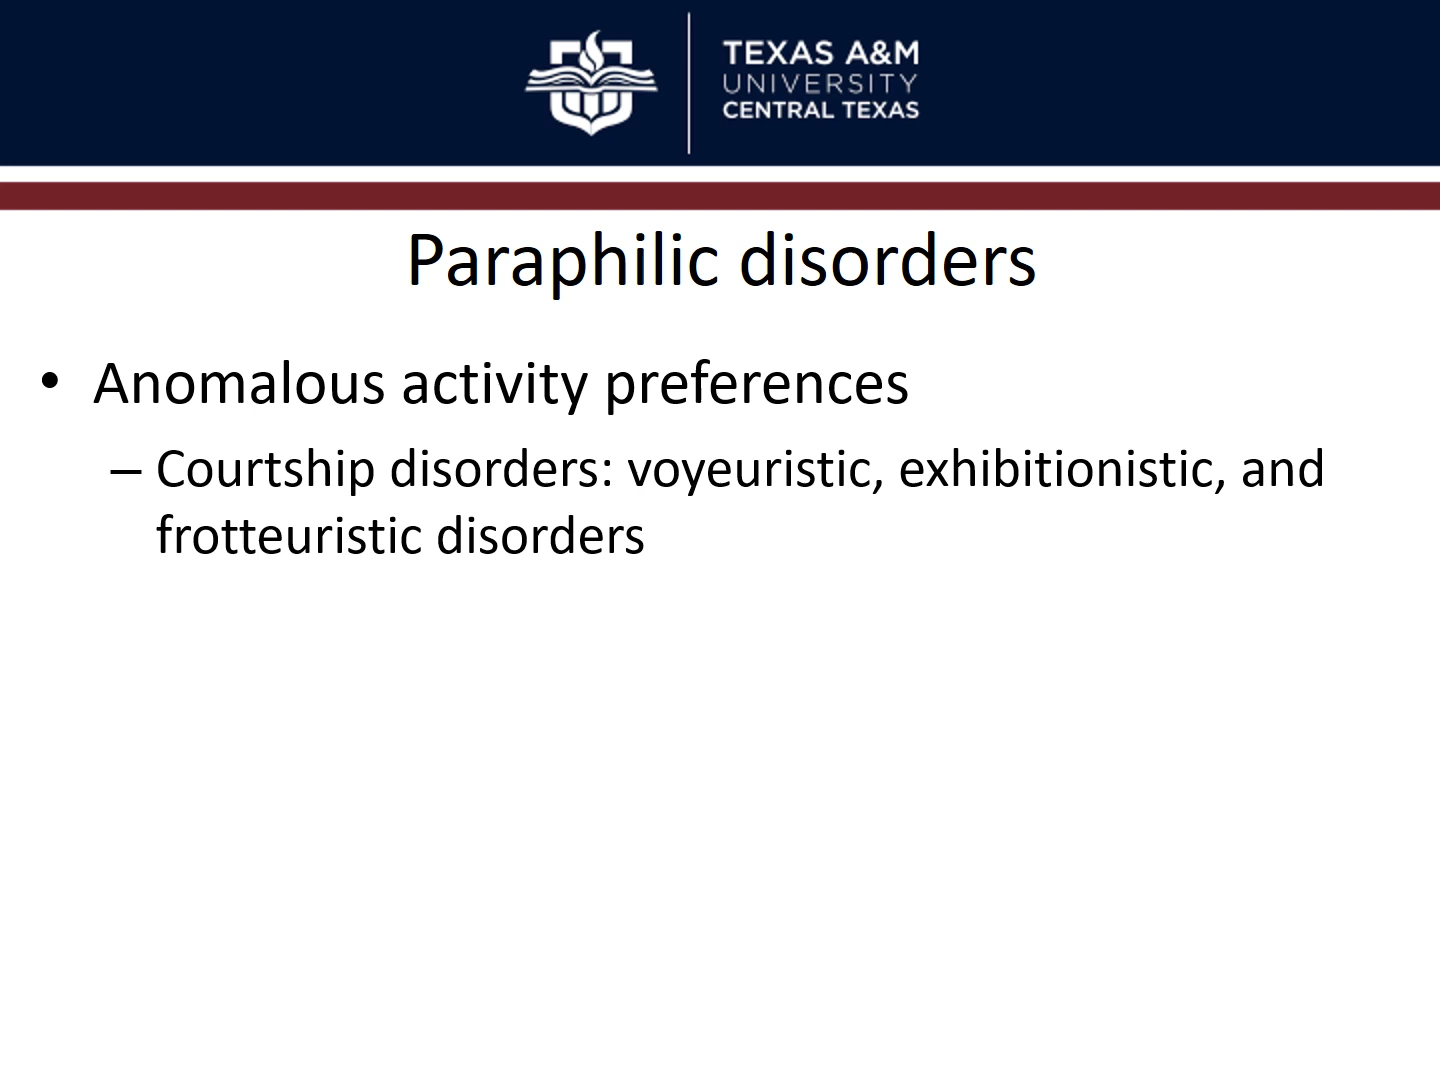 TEXAS A&M
UNIVERSITY
CENTRAL TEXAS
Paraphilic disorders
• Anomalous activity preferences
– Courtship disorders: voyeuristic, exhibitionistic, and
frotteuristic disorders